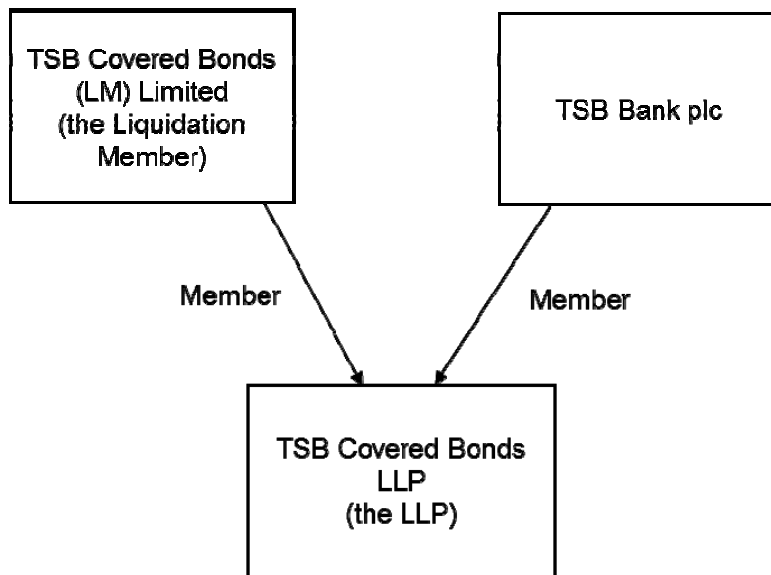 TSB Covered Bonds
(LM) Limited
(the Liquidation
Member)
TSB Bank plc
Member
Member
TSB Covered Bonds
LLP
(the LLP)